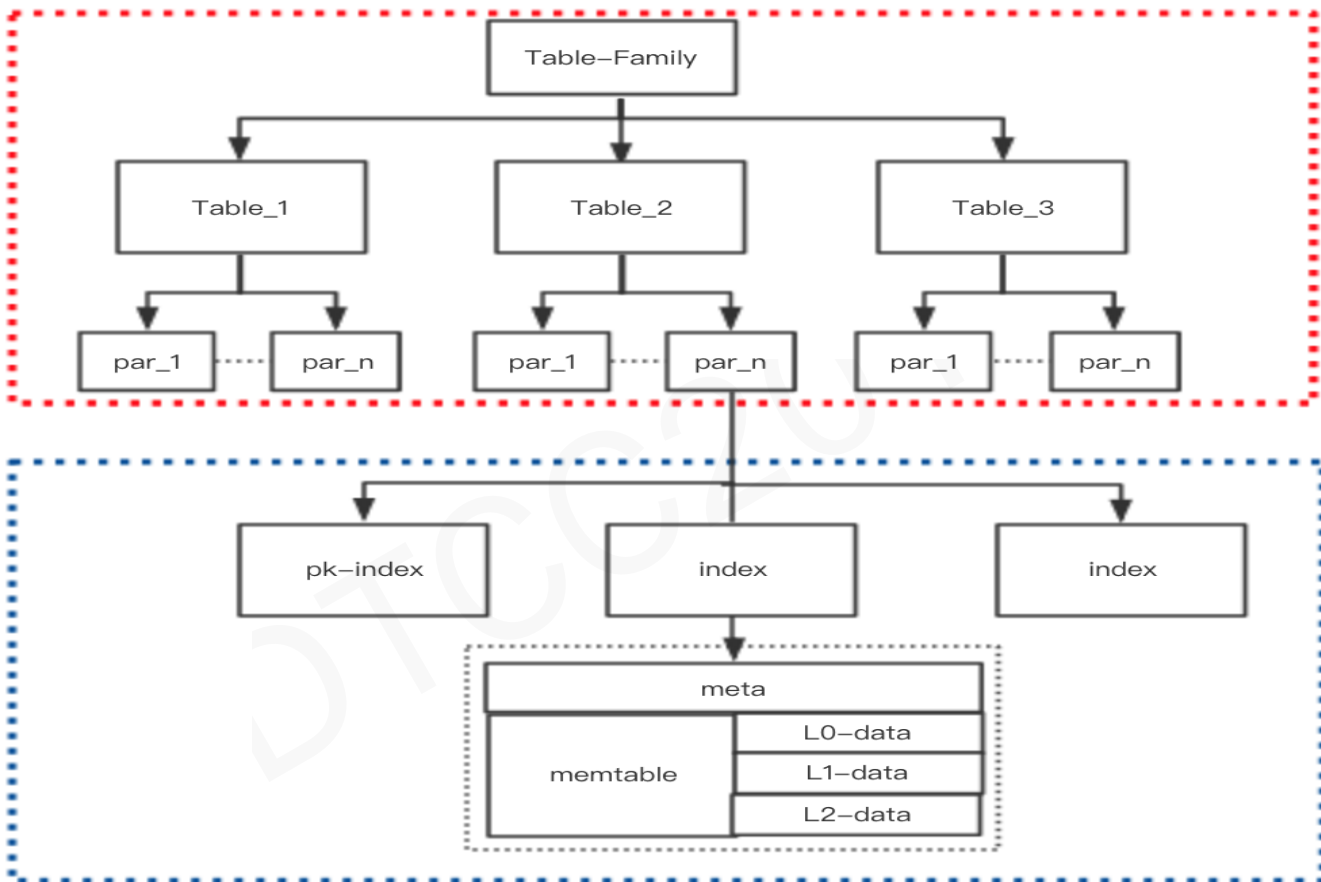 Table–Family
Table_1 Table_2 Table_3
par_1 par_n par_1 par_n par_1 par_n
pk–index index index
meta
memtable
L0–data
L1–data
L2–data